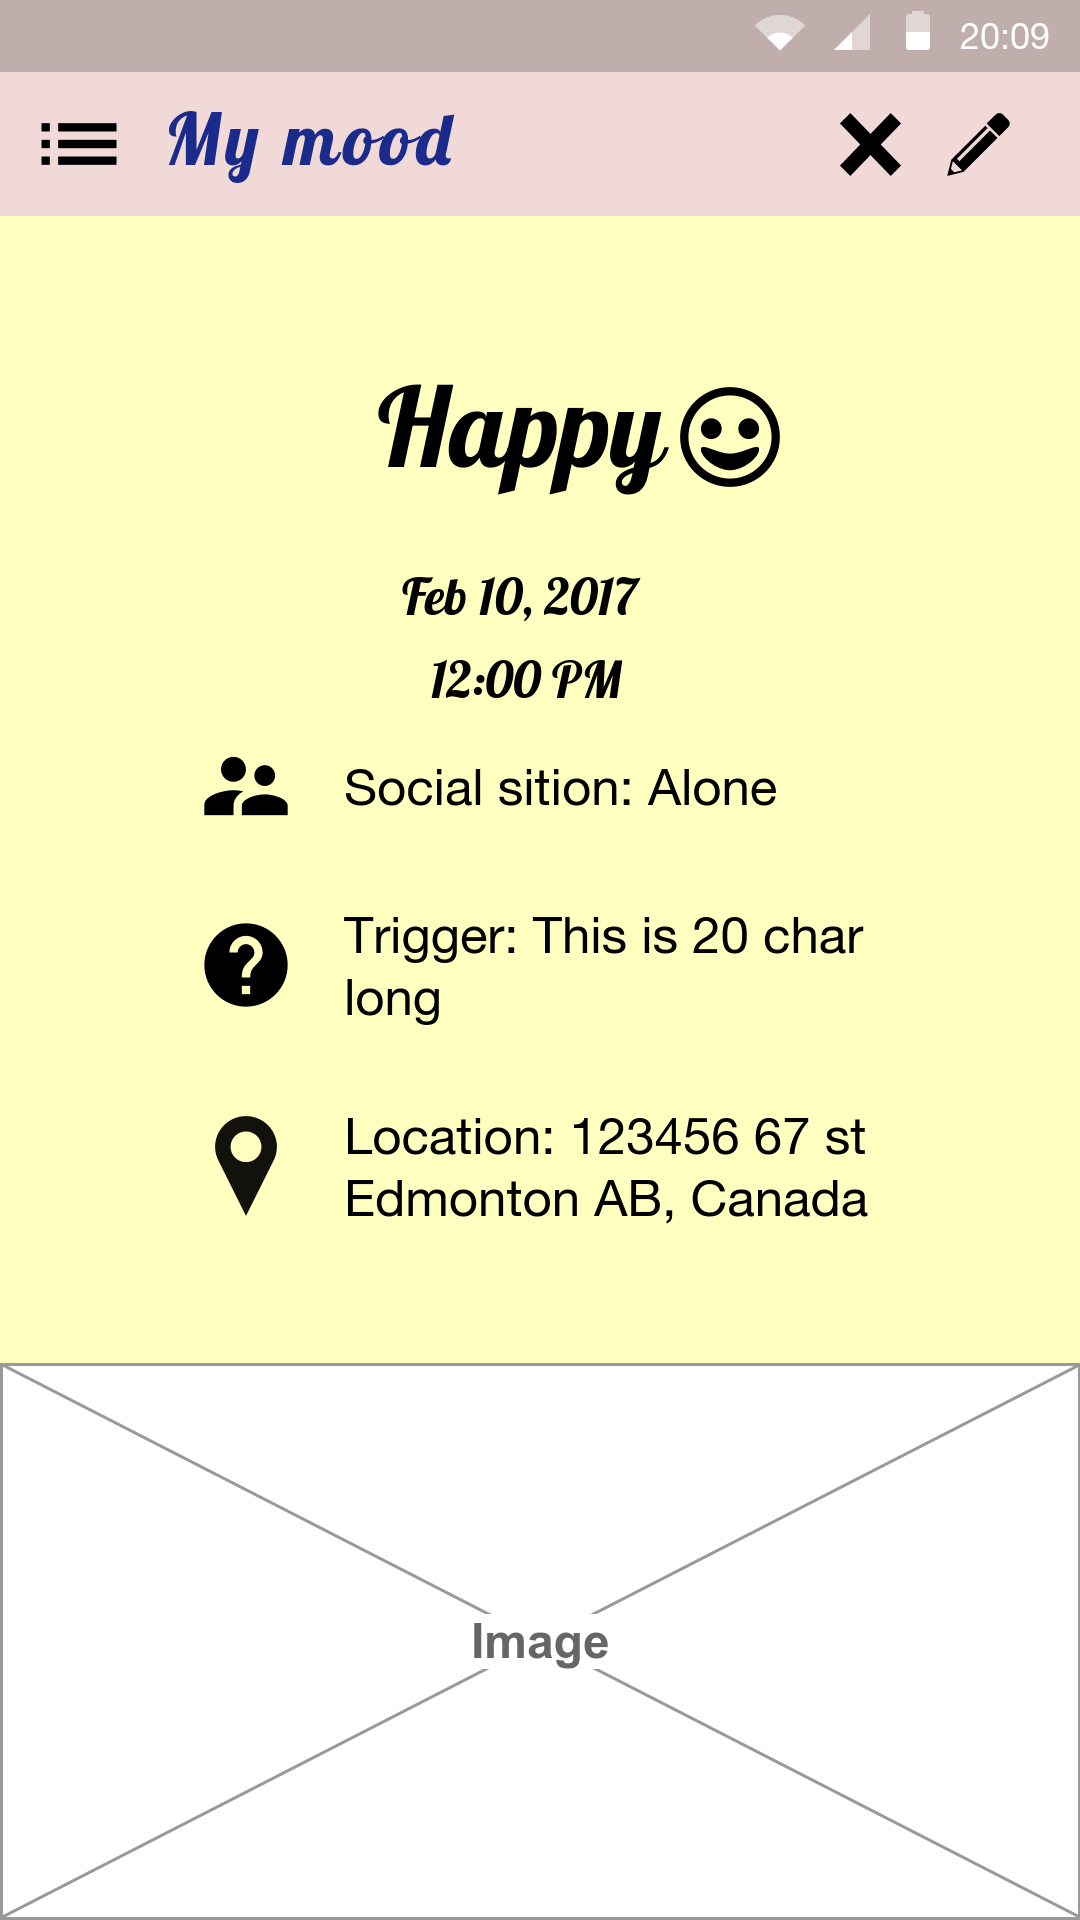 20:09
My mood
Happy
Feb 10, 2017
12:00 PM
Social sition: Alone
Trigger: This is 20 char
long
Location: 123456 67 st
Edmonton AB, Canada
Image